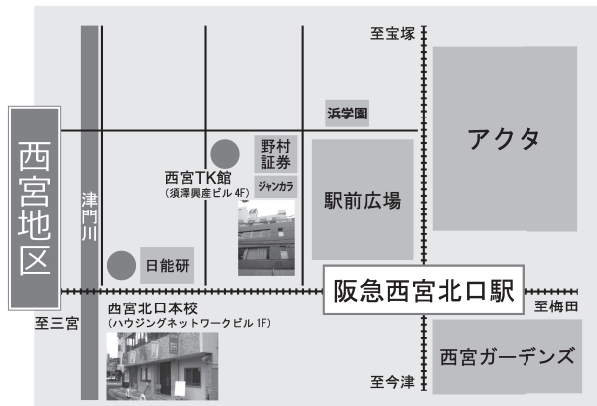 西宮地区
至宝塚
浜学園
アクタ
野村
証券
西宮TK館
(須澤興産ビル4F)
ジャンカラ
津門川
駅前広場
日能研
阪急西宮北口駅
至三宮
西宮北口本校
(ハウジングネットワークビル1F)
至梅田
西宮ガーデンズ
至今津